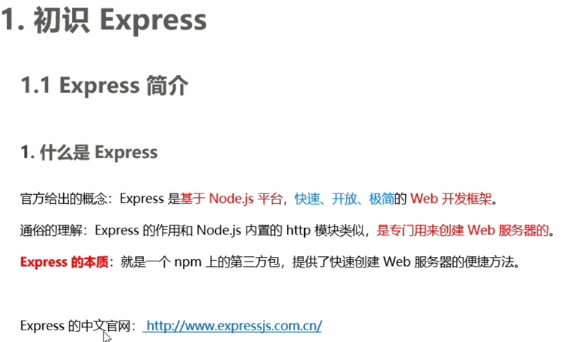 1. 初识 Express
1.1 Express 简介
1. 什么是 Express
官方给出的概念：Express 是基于 Node.js 平台，快速、开放、极简的 Web 开发框架。
通俗的理解：Express 的作用和 Node.js 内置的 http 模块类似，是专门用来创建 Web 服务器的。
Express 的本质：就是一个 npm 上的第三方包，提供了快速创建 Web 服务器的便捷方法。
Express 的中文官网： http://www.expressjs.com.cn/